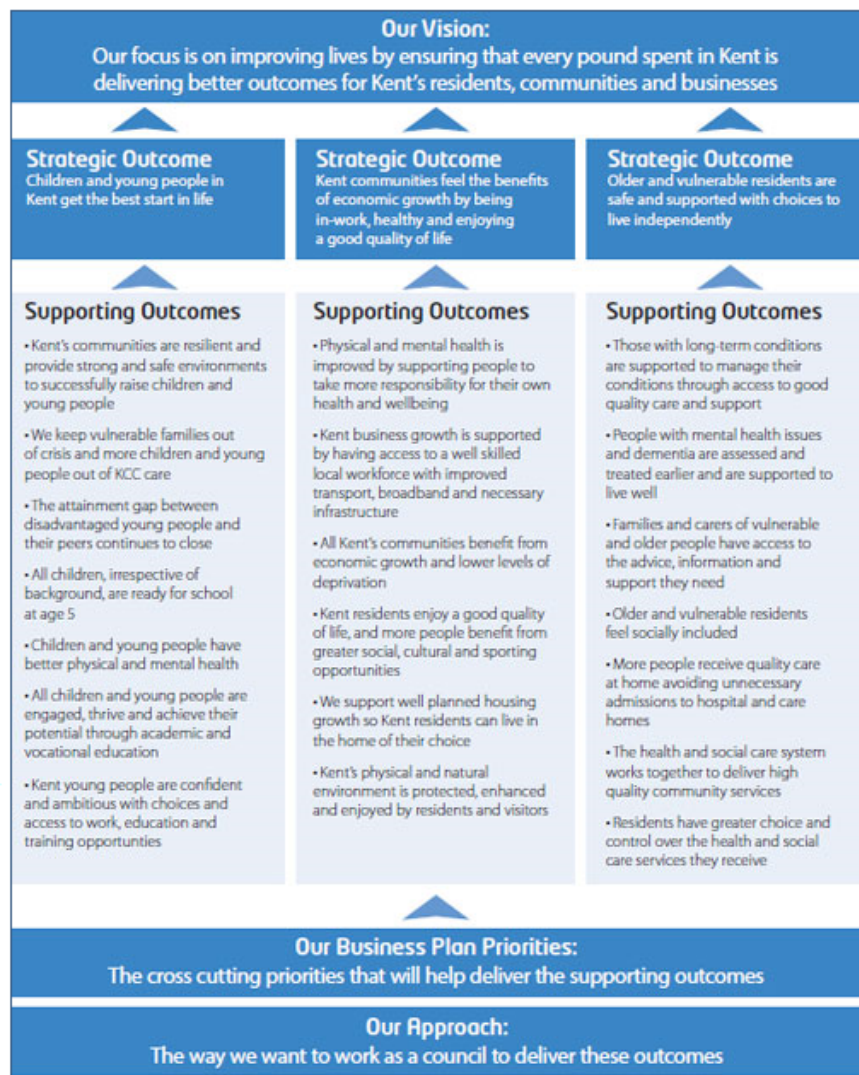 Our Vision:
Our focus is on improving lives by ensuring that every pound spent in Kent is
delivering better outcomes for Kent's residents, communities and businesses
Strategic Outcome
Children and young people in
Kent get the best start in life
Strategic Outcome
Kent communities feel the benefits
of economic growth by being
in-work, healthy and enjoying
a good quality of life
Strategic Outcome
Older and vulnerable residents are
safe and supported with choices to
live independently
Supporting Outcomes
• Kent's communities are resilient and
provide strong and safe environments
to successfully raise children and
young people
• We keep vulnerable families out
of crisis and more children and young
people out of KCC care
• The attainment gap between
disadvantaged young people and
their peers continues to close
• All children, irrespective of
background, are ready for school
at age 5
• Children and young people have
better physical and mental health
• All children and young people are
engaged, thrive and achieve their
potential through academic and
vocational education
• Kent young people are confident
and ambitious with choices and
access to work, education and
training opportunties
Supporting Outcomes
• Physical and mental health is
improved by supporting people to
take more responsibility for their own
health and wellbeing
• Kent business growth is supported
by having access to a well skilled
local workforce with improved
transport, broadband and necessary
infrastructure
• All Kent's communities benefit from
economic growth and lower levels of
deprivation
• Kent residents enjoy a good quality
of life, and more people benefit from
greater social, cultural and sporting
opportunities
• We support well planned housing
growth so Kent residents can live in
the home of their choice
• Kent's physical and natural
environment is protected, enhanced
and enjoyed by residents and visitors
Supporting Outcomes
• Those with long-term conditions
are supported to manage their
conditions through access to good
quality care and support
• People with mental health issues
and dementia are assessed and
treated earlier and are supported to
live well
• Families and carers of vulnerable
and older people have access to
the advice, information and
support they need
• Older and vulnerable residents
feel socially included
• More people receive quality care
at home avoiding unnecessary
admissions to hospital and care
homes
• The health and social care system
works together to deliver high
quality community services
• Residents have greater choice and
control over the health and social
care services they receive
Our Business Plan Priorities:
The cross cutting priorities that will help deliver the supporting outcomes
Our Approach:
The way we want to work as a council to deliver these outcomes